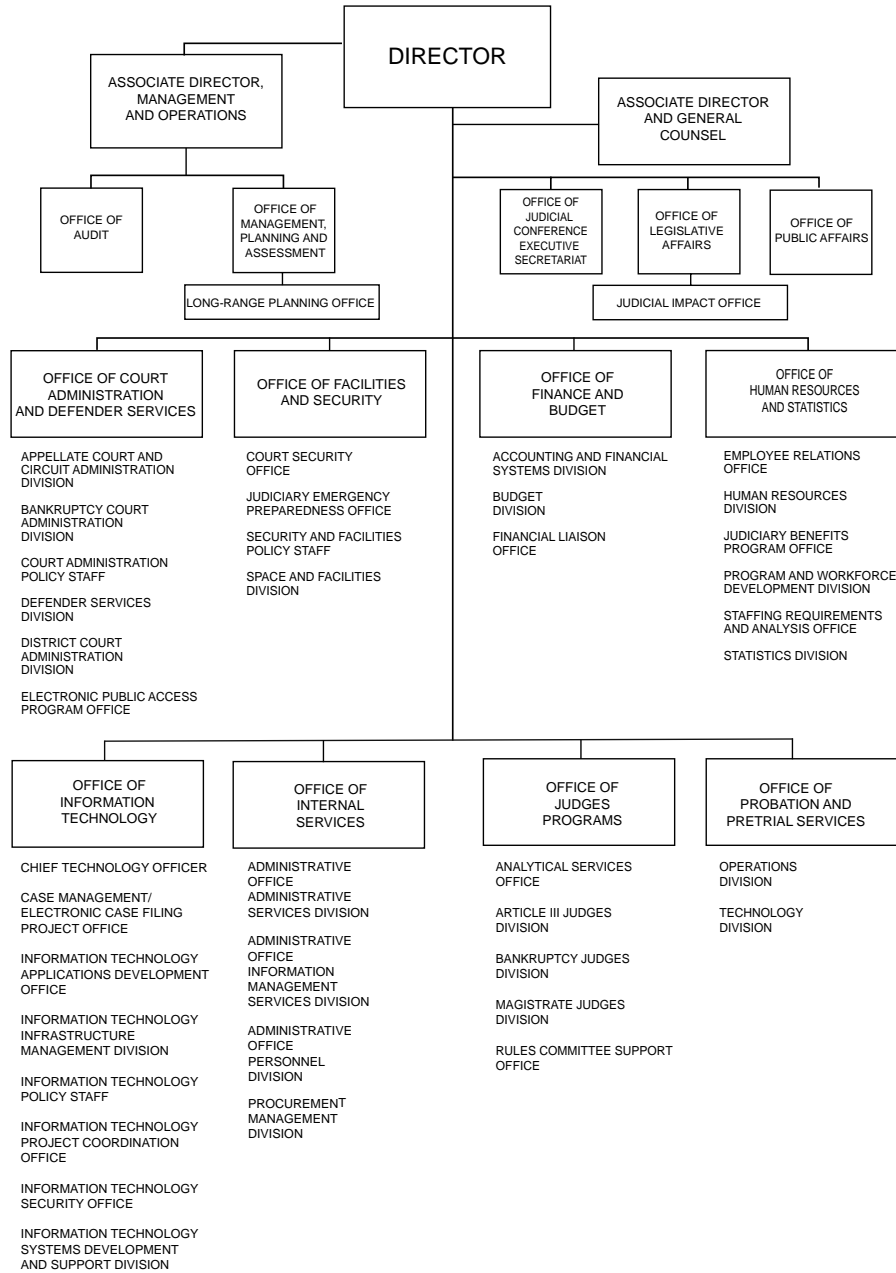 DIRECTOR
ASSOCIATE DIRECTOR,
MANAGEMENT
AND OPERATIONS
ASSOCIATE DIRECTOR
AND GENERAL
COUNSEL
OFFICE OF
AUDIT
OFFICE OF
MANAGEMENT,
PLANNING AND
ASSESSMENT
OFFICE OF
JUDICIAL
CONFERENCE
EXECUTIVE
SECRETARIAT
OFFICE OF
LEGISLATIVE
AFFAIRS
OFFICE OF
PUBLIC AFFAIRS
LONG-RANGE PLANNING OFFICE
JUDICIAL IMPACT OFFICE
OFFICE OF COURT
ADMINISTRATION
AND DEFENDER SERVICES
APPELLATE COURT AND
CIRCUIT ADMINISTRATION
DIVISION
BANKRUPTCY COURT
ADMINISTRATION
DIVISION
COURT ADMINISTRATION
POLICY STAFF
DEFENDER SERVICES
DIVISION
DISTRICT COURT
ADMINISTRATION
DIVISION
ELECTRONIC PUBLIC ACCESS
PROGRAM OFFICE
OFFICE OF FACILITIES
AND SECURITY
COURT SECURITY
OFFICE
JUDICIARY EMERGENCY
PREPAREDNESS OFFICE
SECURITY AND FACILITIES
POLICY STAFF
SPACE AND FACILITIES
DIVISION
OFFICE OF
FINANCE AND
BUDGET
ACCOUNTING AND FINANCIAL
SYSTEMS DIVISION
BUDGET
DIVISION
FINANCIAL LIAISON
OFFICE
OFFICE OF
HUMAN RESOURCES
AND STATISTICS
EMPLOYEE RELATIONS
OFFICE
HUMAN RESOURCES
DIVISION
JUDICIARY BENEFITS
PROGRAM OFFICE
PROGRAM AND WORKFORCE
DEVELOPMENT DIVISION
STAFFING REQUIREMENTS
AND ANALYSIS OFFICE
STATISTICS DIVISION
OFFICE OF
INFORMATION
TECHNOLOGY
CHIEF TECHNOLOGY OFFICER
CASE MANAGEMENT/
ELECTRONIC CASE FILING
PROJECT OFFICE
INFORMATION TECHNOLOGY
APPLICATIONS DEVELOPMENT
OFFICE
INFORMATION TECHNOLOGY
INFRASTRUCTURE
MANAGEMENT DIVISION
INFORMATION TECHNOLOGY
POLICY STAFF
INFORMATION TECHNOLOGY
PROJECT COORDINATION
OFFICE
INFORMATION TECHNOLOGY
SECURITY OFFICE
INFORMATION TECHNOLOGY
SYSTEMS DEVELOPMENT
AND SUPPORT DIVISION
OFFICE OF
INTERNAL
SERVICES
ADMINISTRATIVE
OFFICE
ADMINISTRATIVE
SERVICES DIVISION
ADMINISTRATIVE
OFFICE
INFORMATION
MANAGEMENT
SERVICES DIVISION
ADMINISTRATIVE
OFFICE
PERSONNEL
DIVISION
PROCUREMENT
MANAGEMENT
DIVISION
OFFICE OF
JUDGES
PROGRAMS
ANALYTICAL SERVICES
OFFICE
ARTICLE III JUDGES
DIVISION
BANKRUPTCY JUDGES
DIVISION
MAGISTRATE JUDGES
DIVISION
RULES COMMITTEE SUPPORT
OFFICE
OFFICE OF
PROBATION AND
PRETRIAL SERVICES
OPERATIONS
DIVISION
TECHNOLOGY
DIVISION